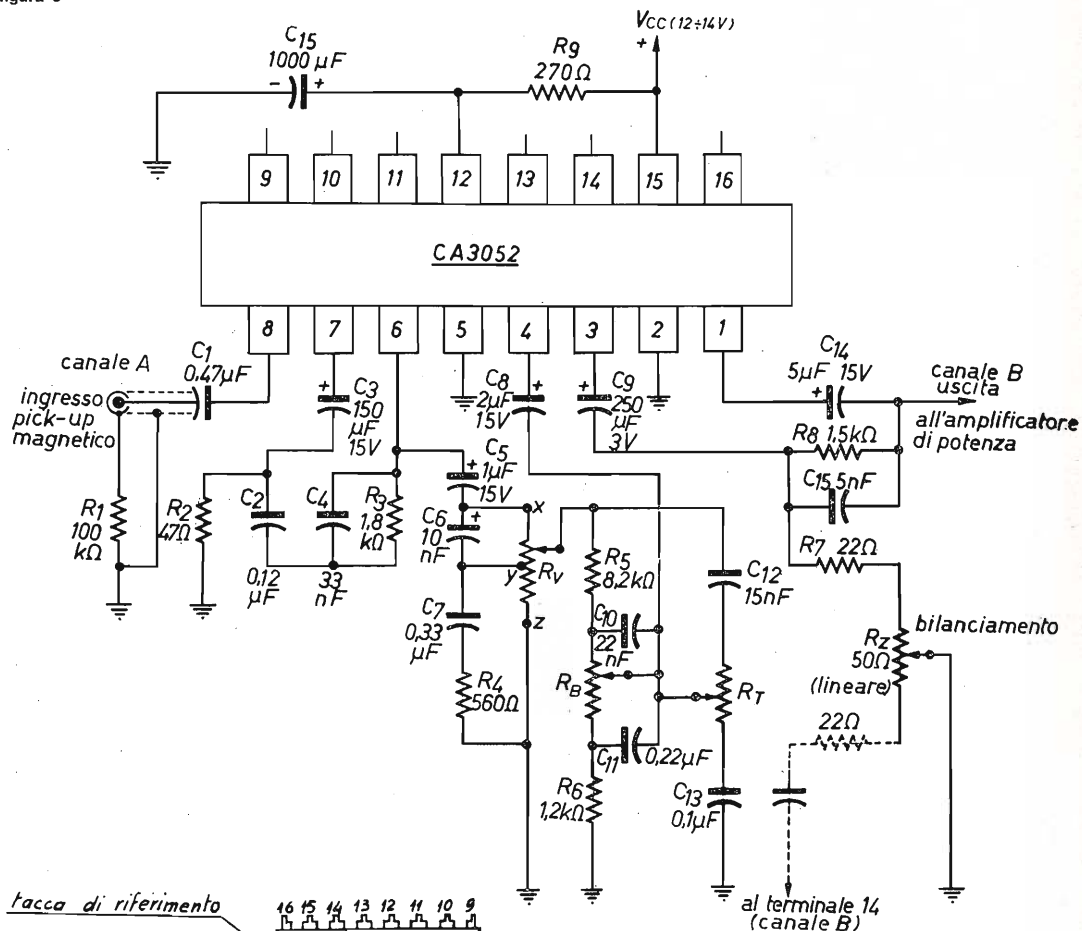 VCC (12÷14V)
+
C15
1000 µF
- +
R9
270Ω
9 10 11 12 13 14 15 16
CA3052
8 7 6 5 4 3 2 1
canale A
ingresso
pick-up
magnetico
C1
0,47µF
R1
100
kΩ
R2
47Ω
C2
0,12
µF
+
C3
150
µF
15V
C4
33
nF
R3
1,8
kΩ
+
C5
1µF
15V
C6
10
nF
+
C7
0,33
µF
R4
560Ω
x
y
z
RV
+
C8
2µF
15V
+
C9
250
µF
3V
R5
8,2kΩ
C10
22
nF
RB
C11
0,22µF
R6
1,2kΩ
C12
15nF
RT
C13
0,1µF
C14
5µF 15V
+
canale B
uscita
all'amplificatore
di potenza
R8 1,5kΩ
C15,5nF
R7 22Ω
bilanciamento
RZ
50Ω
(lineare)
22Ω
al terminale 14
(canale B)
tacca di riferimento
16 15 14 13 12 11 10 9